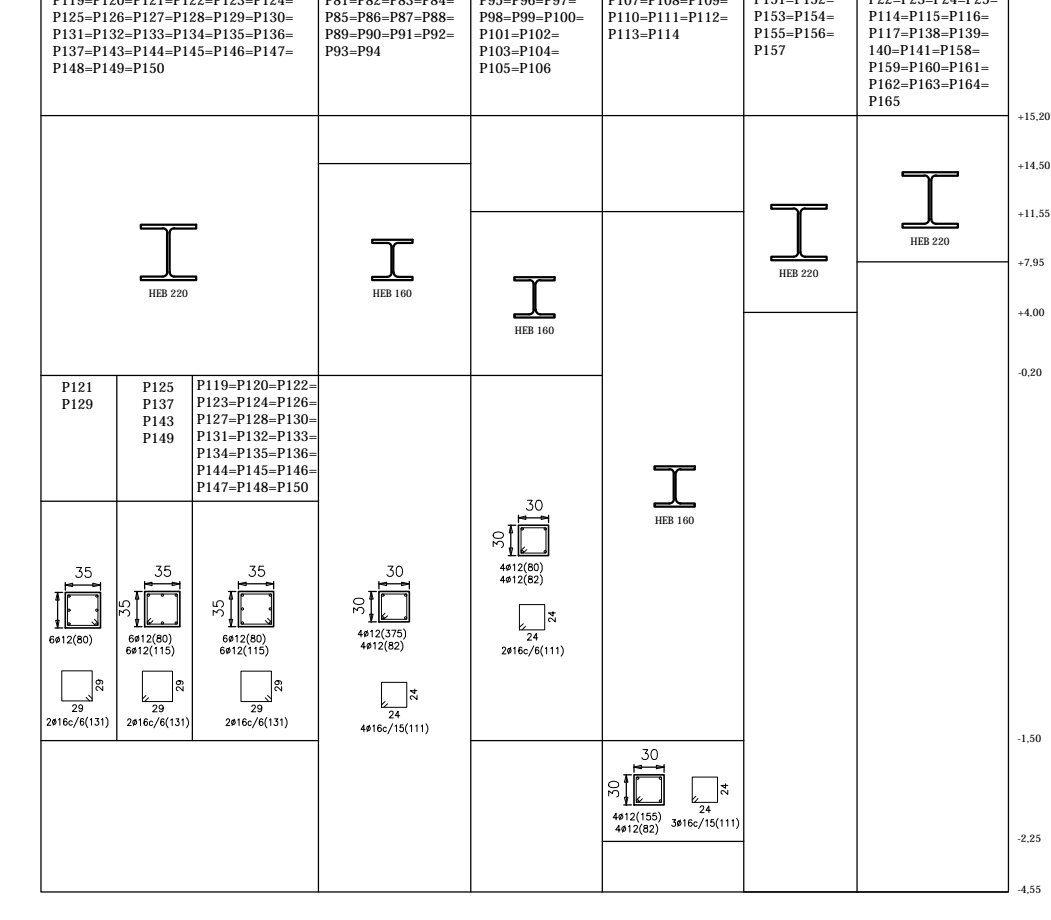 P119=P120=P121=P122=P123=P124=
P125=P126=P127=P128=P129=P130=
P131=P132=P133=P134=P135=P136=
P137=P143=P144=P145=P146=P147=
P148=P149=P150
P81=P82=P83=P84=
P85=P86=P87=P88=
P89=P90=P91=P92=
P93=P94
P95=P96=P97=
P98=P99=P100=
P101=P102=
P103=P104=
P105=P106
P107=P108=P109=
P110=P111=P112=
P113=P114
P151=P152=
P153=P154=
P155=P156=
P157
P22=P23=P24=P25=
P114=P115=P116=
P117=P138=P139=
140=P141=P158=
P159=P160=P161=
P162=P163=P164=
P165
+15,20
+14,50
+11,55
+7,95
+4,00
-0,20
-1,50
-2,25
-4,55
HEB 220
HEB 160
HEB 160
HEB 220
HEB 220
P121
P129
P125
P137
P143
P149
P119=P120=P122=
P123=P124=P126=
P127=P128=P130=
P131=P132=P133=
P134=P135=P136=
P144=P145=P146=
P147=P148=P150
HEB 160
35
6ø12(80)
29
29
2ø16c/6(131)
35
35
6ø12(80)
6ø12(115)
29
29
2ø16c/6(131)
35
35
6ø12(80)
6ø12(115)
29
29
2ø16c/6(131)
30
30
4ø12(375)
4ø12(82)
24
24
4ø16c/15(111)
30
30
4ø12(80)
4ø12(82)
24
24
2ø16c/6(111)
30
30
4ø12(155)
4ø12(82)
24
24
3ø16c/15(111)